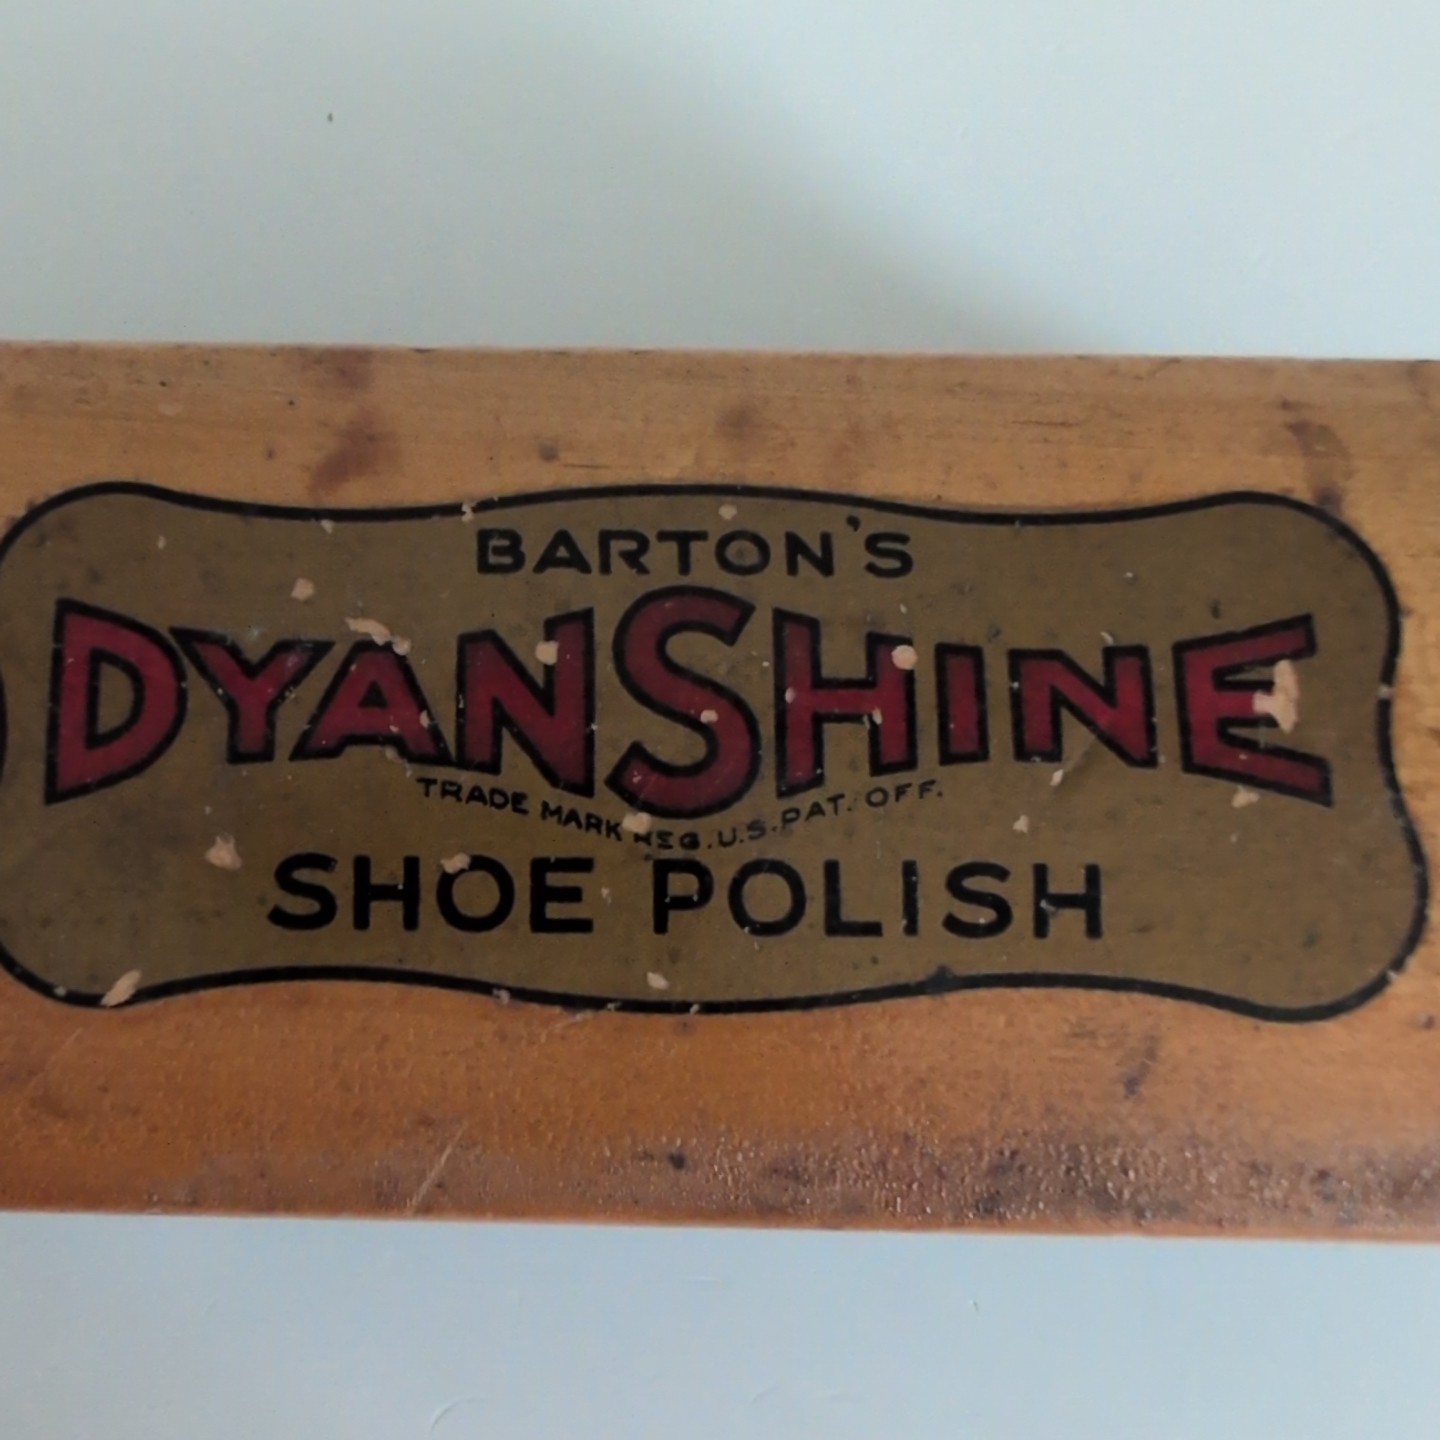 BARTON'S
DYANSHINE
TRADE MARK REG. U.S. PAT. OFF.
SHOE POLISH